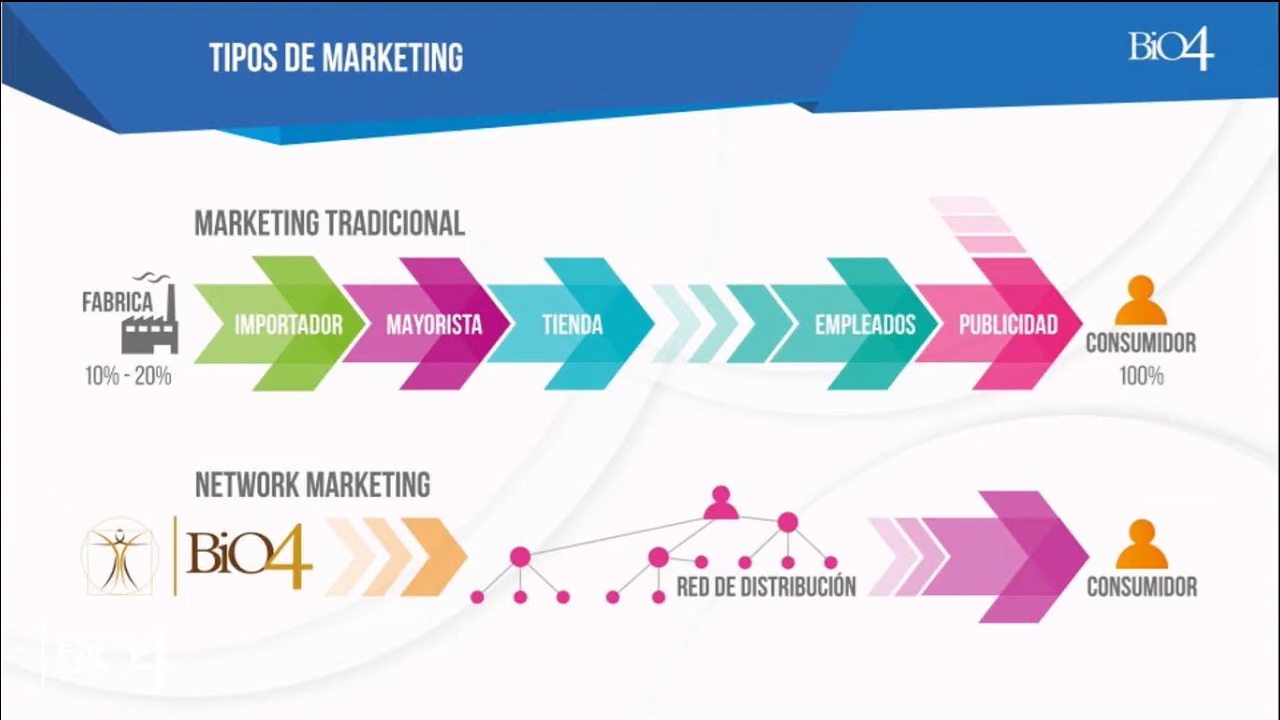 TIPOS DE MARKETING
BiO4
MARKETING TRADICIONAL
FABRICA
10% - 20%
IMPORTADOR
MAYORISTA
TIENDA
EMPLEADOS
PUBLICIDAD
CONSUMIDOR
100%
NETWORK MARKETING
BiO4
RED DE DISTRIBUCIÓN
CONSUMIDOR
BiO4